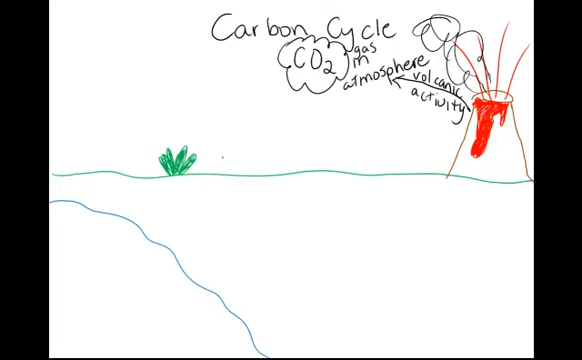 Carbon Cycle
CO2 gas
in
atmosphere
volcanic
activity